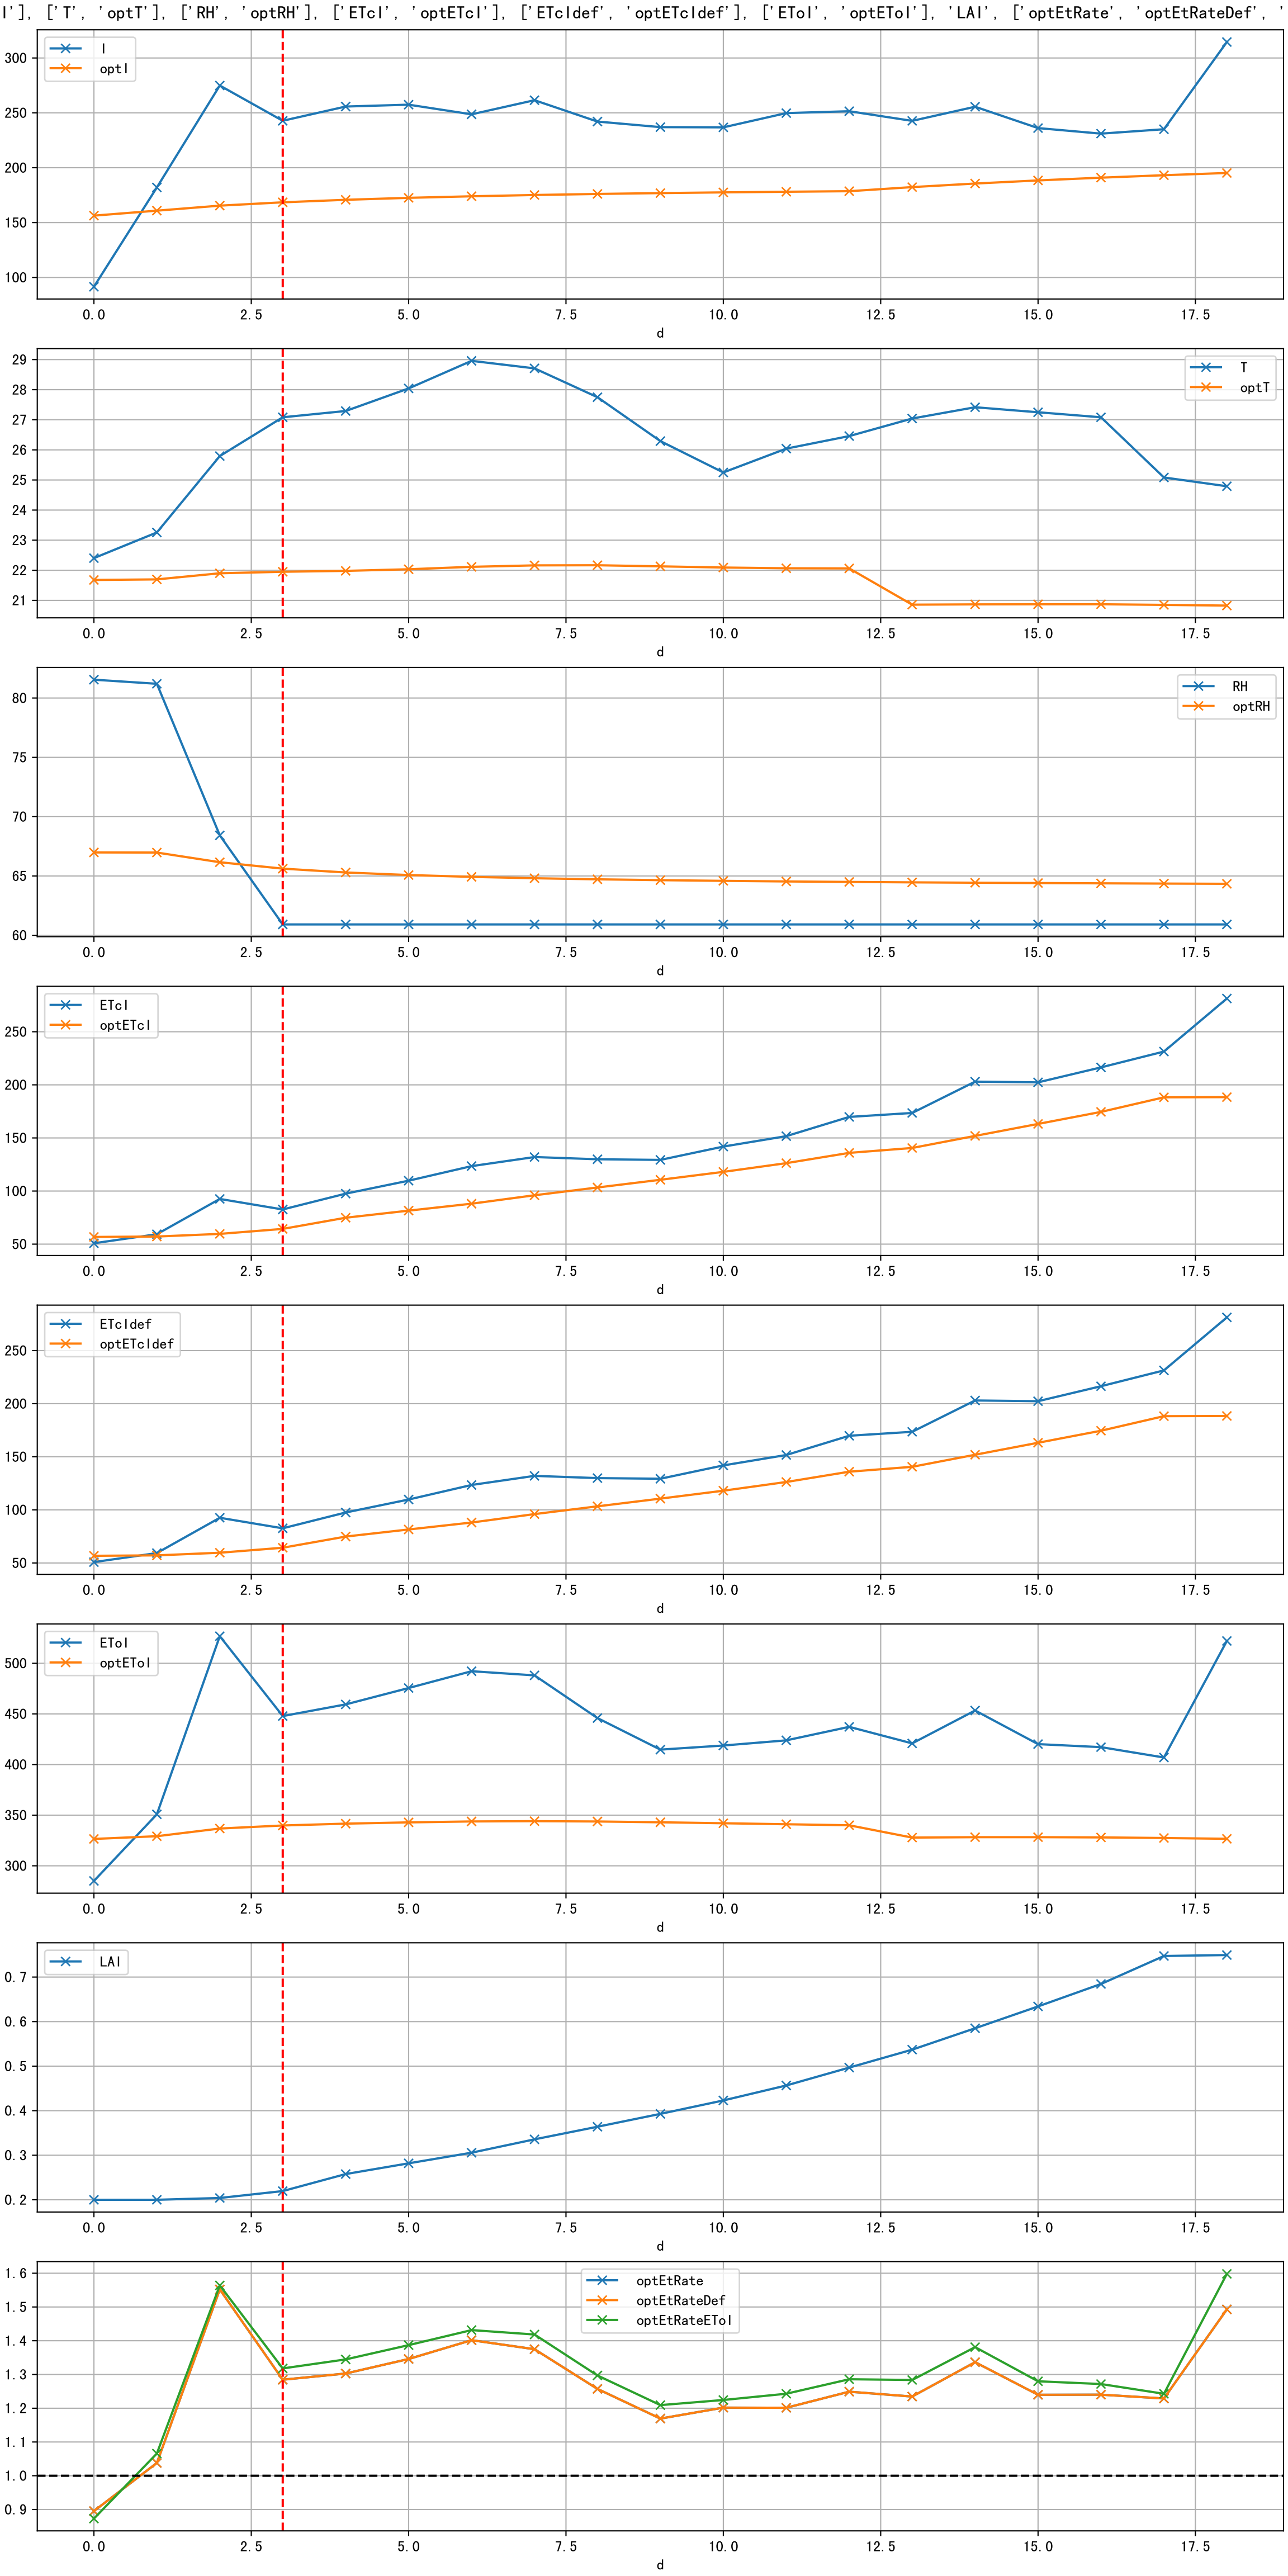 I'], ['T', 'optT'], ['RH', 'optRH'], ['ETcI', 'optETcI'], ['ETcIdef', 'optETcIdef'], ['EToI', 'optEToI'], 'LAI', ['optEtRate', 'optEtRateDef', '
I
optI
300
250
200
150
100
0.0 2.5 5.0 7.5 10.0 12.5 15.0 17.5
d
T
optT
29
28
27
26
25
24
23
22
21
0.0 2.5 5.0 7.5 10.0 12.5 15.0 17.5
d
RH
optRH
80
75
70
65
60
0.0 2.5 5.0 7.5 10.0 12.5 15.0 17.5
d
ETcI
optETcI
250
200
150
100
50
0.0 2.5 5.0 7.5 10.0 12.5 15.0 17.5
d
ETcIdef
optETcIdef
250
200
150
100
50
0.0 2.5 5.0 7.5 10.0 12.5 15.0 17.5
d
EToI
optEToI
500
450
400
350
300
0.0 2.5 5.0 7.5 10.0 12.5 15.0 17.5
d
LAI
0.7
0.6
0.5
0.4
0.3
0.2
0.0 2.5 5.0 7.5 10.0 12.5 15.0 17.5
d
optEtRate
optEtRateDef
optEtRateEToI
1.6
1.5
1.4
1.3
1.2
1.1
1.0
0.9
0.0 2.5 5.0 7.5 10.0 12.5 15.0 17.5
d